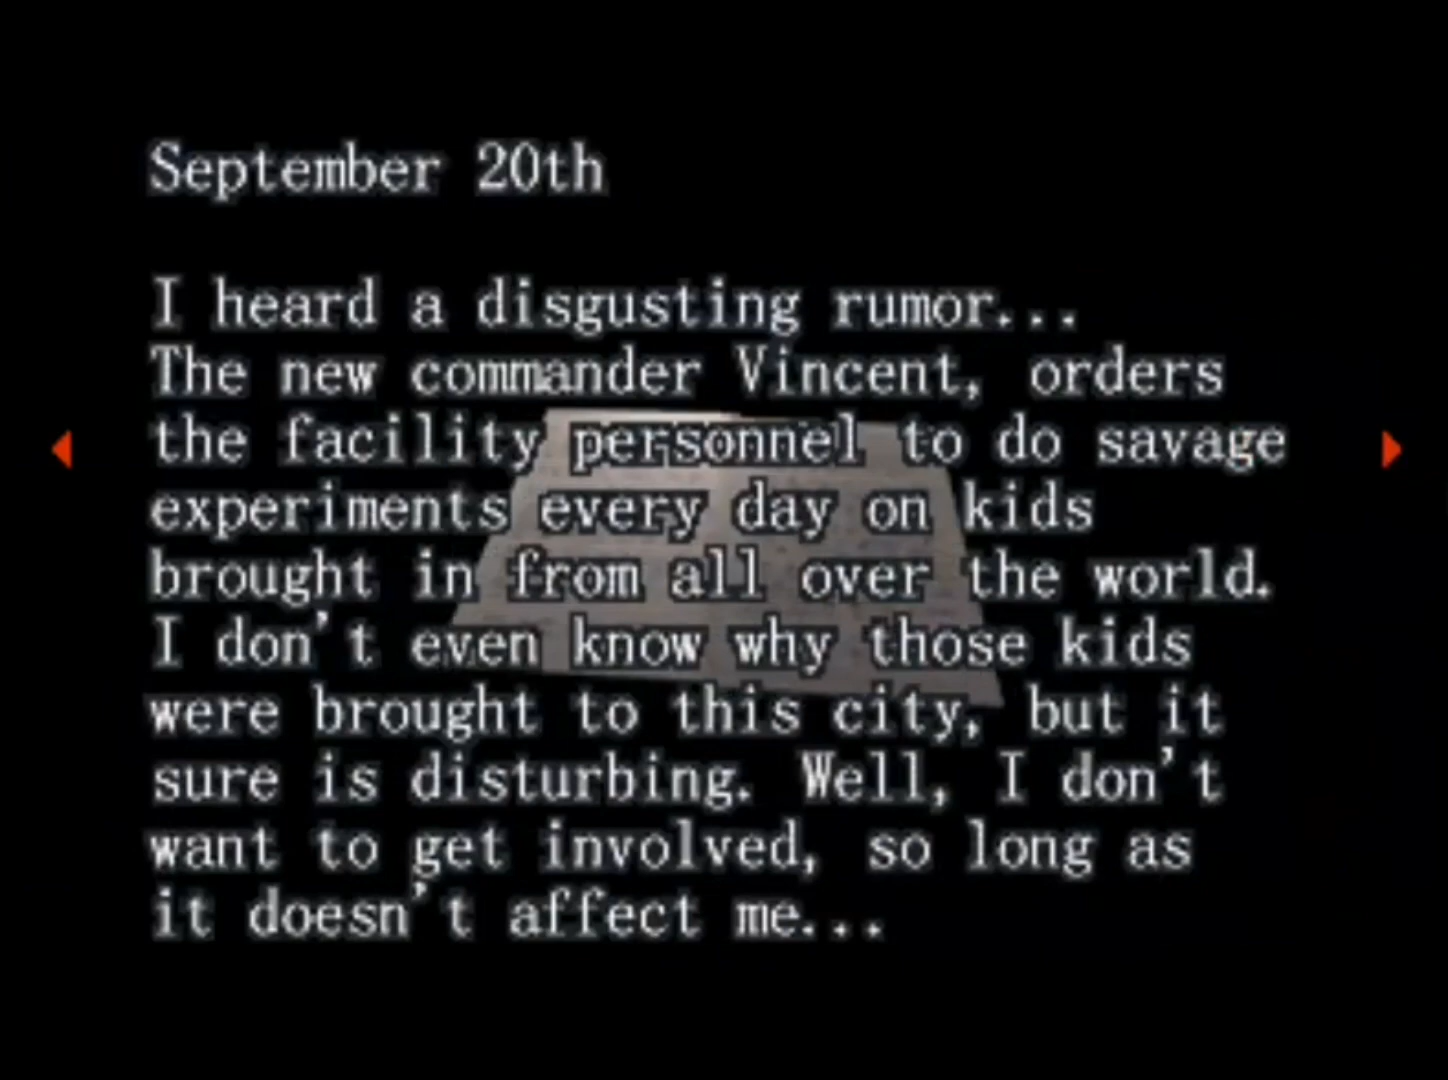 September 20th
I heard a disgusting rumor...
The new commander Vincent, orders
the facility personnel to do savage
experiments every day on kids
brought in from all over the world.
I don't even know why those kids
were brought to this city, but it
sure is disturbing. Well, I don't
want to get involved, so long as
it doesn't affect me...